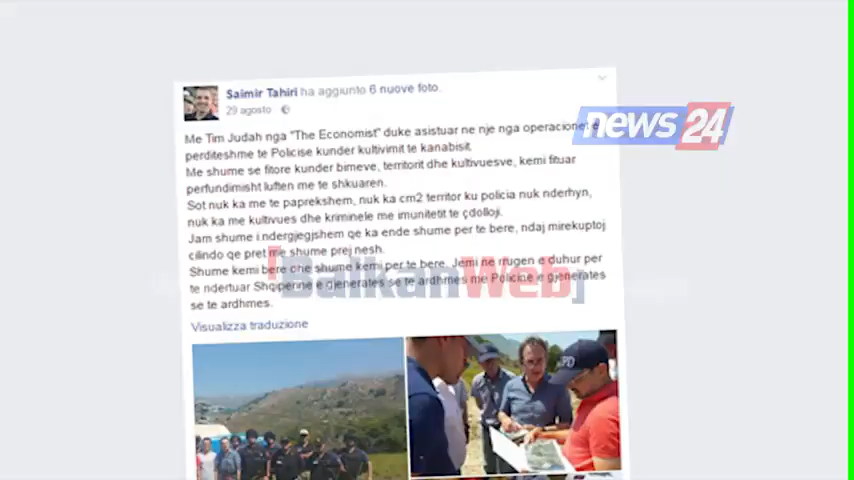 Saimir Tahiri ha aggiunto 6 nuove foto.
29 agosto
Me Tim Judah nga "The Economist" duke asistuar ne nje nga operacionet e
perditeshme te Policise kunder kultivimit te kanabisit.
Me shume se fitore kunder bimeve, territorit dhe kultivuesve, kemi fituar
perfundimisht luften me te shkuaren.
Sot nuk ka me te paprekshem, nuk ka cm2 territor ku policia nuk nderhyn,
nuk ka me kultivues dhe kriminele me imunitetit te çdolloji.
Jam shume i ndergjegjshem qe ka ende shume per te bere, ndaj mirekuptoj
cilindo qe pret me shume prej nesh.
Shume kemi bere dhe shume kemi per te bere. Jemi ne rrugen e duhur per
te ndertuar Shqiperine e gjenerates se te ardhmes me Policine e gjenerates
se te ardhmes.
Visualizza traduzione
news 24
[BalkanWeb]
PD